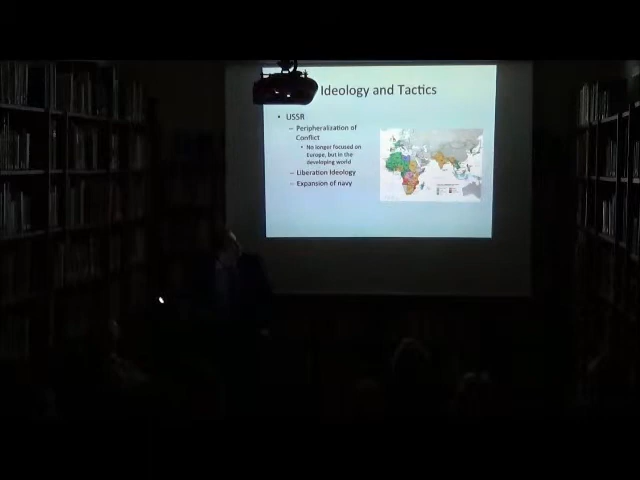 Ideology and Tactics
• USSR
– Peripheralization of
Conflict
• No longer focused on
Europe, but in the
developing world
– Liberation Ideology
– Expansion of navy